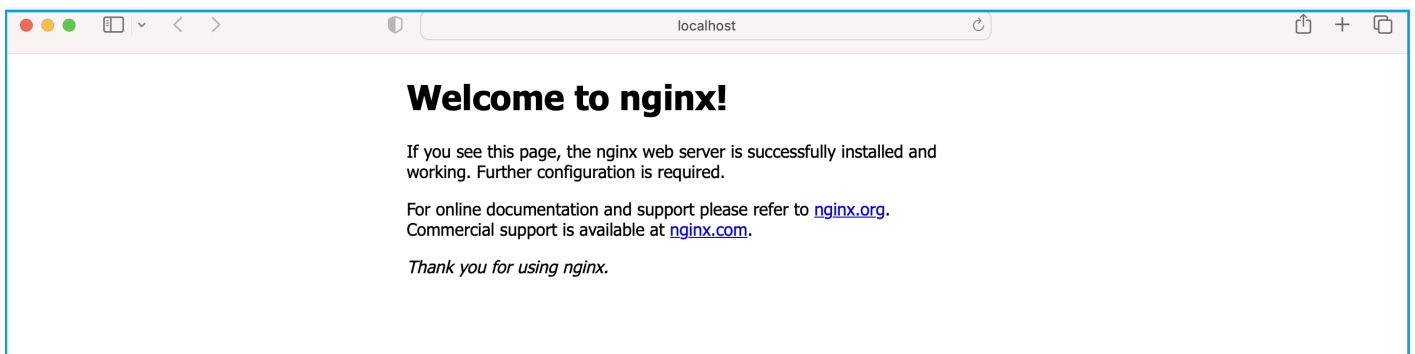 localhost
Welcome to nginx!
If you see this page, the nginx web server is successfully installed and
working. Further configuration is required.
For online documentation and support please refer to nginx.org.
Commercial support is available at nginx.com.
Thank you for using nginx.